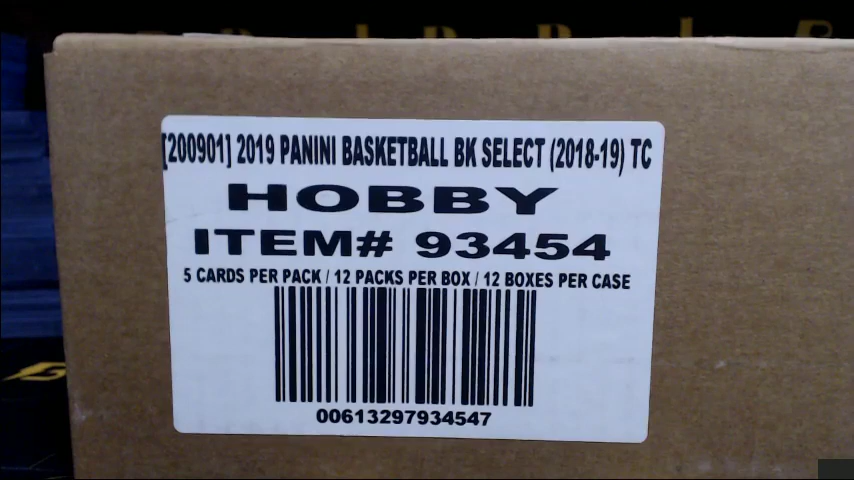 [200901] 2019 PANINI BASKETBALL BK SELECT (2018-19) TC
HOBBY
ITEM# 93454
5 CARDS PER PACK / 12 PACKS PER BOX / 12 BOXES PER CASE
00613297934547